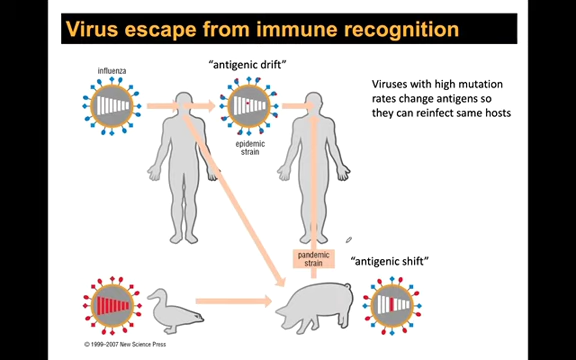 Virus escape from immune recognition
influenza
“antigenic drift”
epidemic
strain
Viruses with high mutation
rates change antigens so
they can reinfect same hosts
pandemic
strain
“antigenic shift”
© 1999–2007 New Science Press